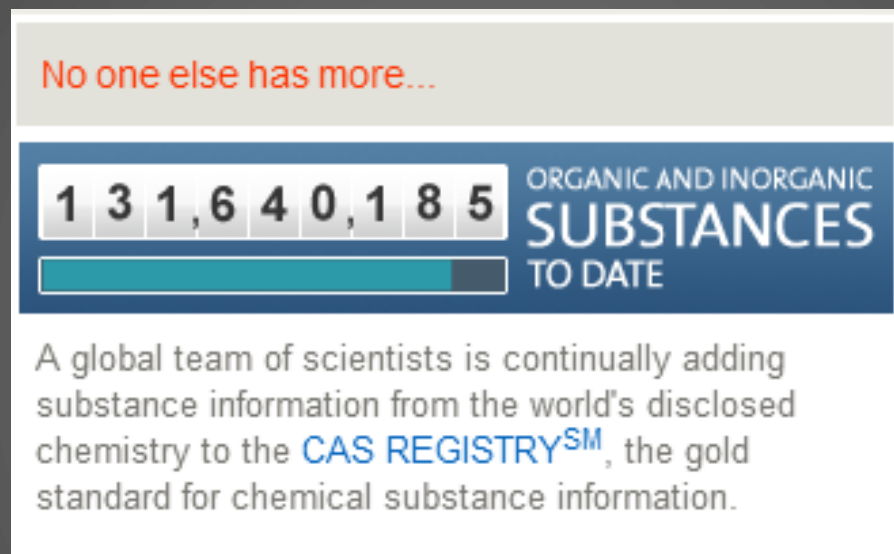 No one else has more...
131,640,185
ORGANIC AND INORGANIC
SUBSTANCES
TO DATE
A global team of scientists is continually adding
substance information from the world's disclosed
chemistry to the CAS REGISTRY℠, the gold
standard for chemical substance information.